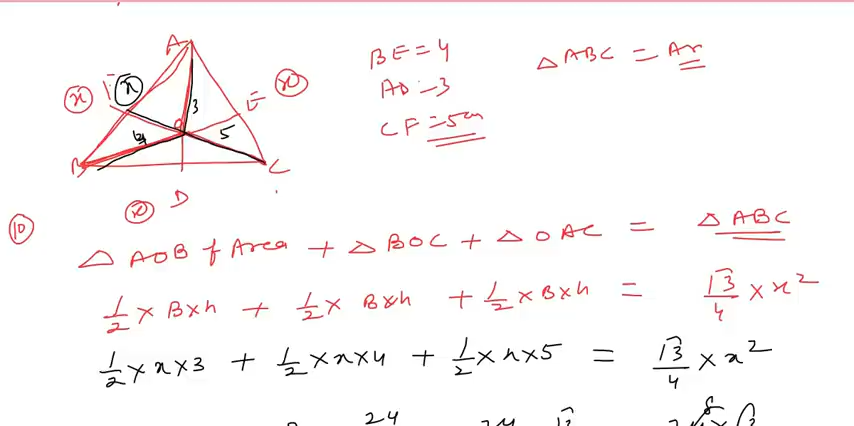 A
x
F
x
3
E
x
O
4
5
B
C
D
x
BE = 4
AD = 3
CF = 5cm
△ABC = Ar
10
△AOB of Area + △BOC + △OAC = △ABC
1/2 × B×h + 1/2 × B×h + 1/2 × B×h = √3/4 × x²
1/2 × x × 3 + 1/2 × x × 4 + 1/2 × x × 5 = √3/4 × x²
24